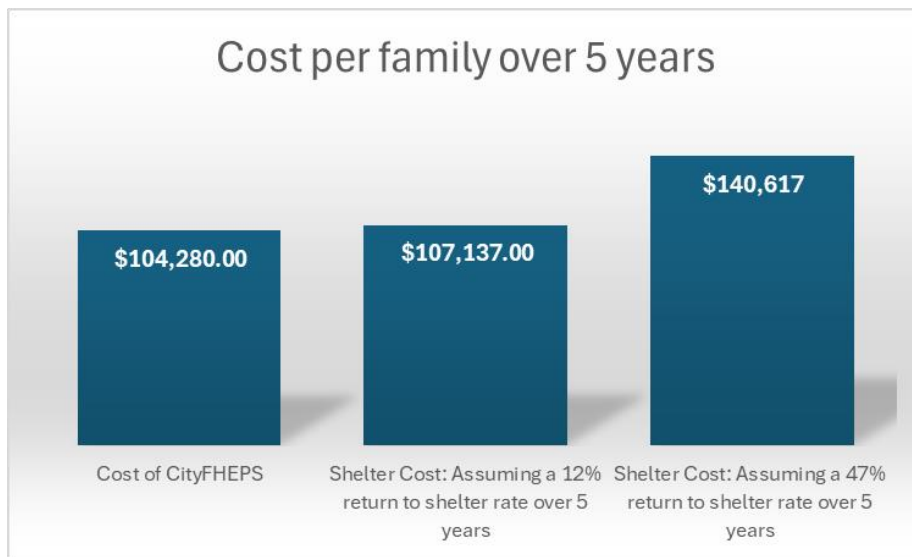 Cost per family over 5 years
$104,280.00
$107,137.00
$140,617
Cost of CityFHEPS
Shelter Cost: Assuming a 12%
return to shelter rate over 5
years
Shelter Cost: Assuming a 47%
return to shelter rate over 5
years